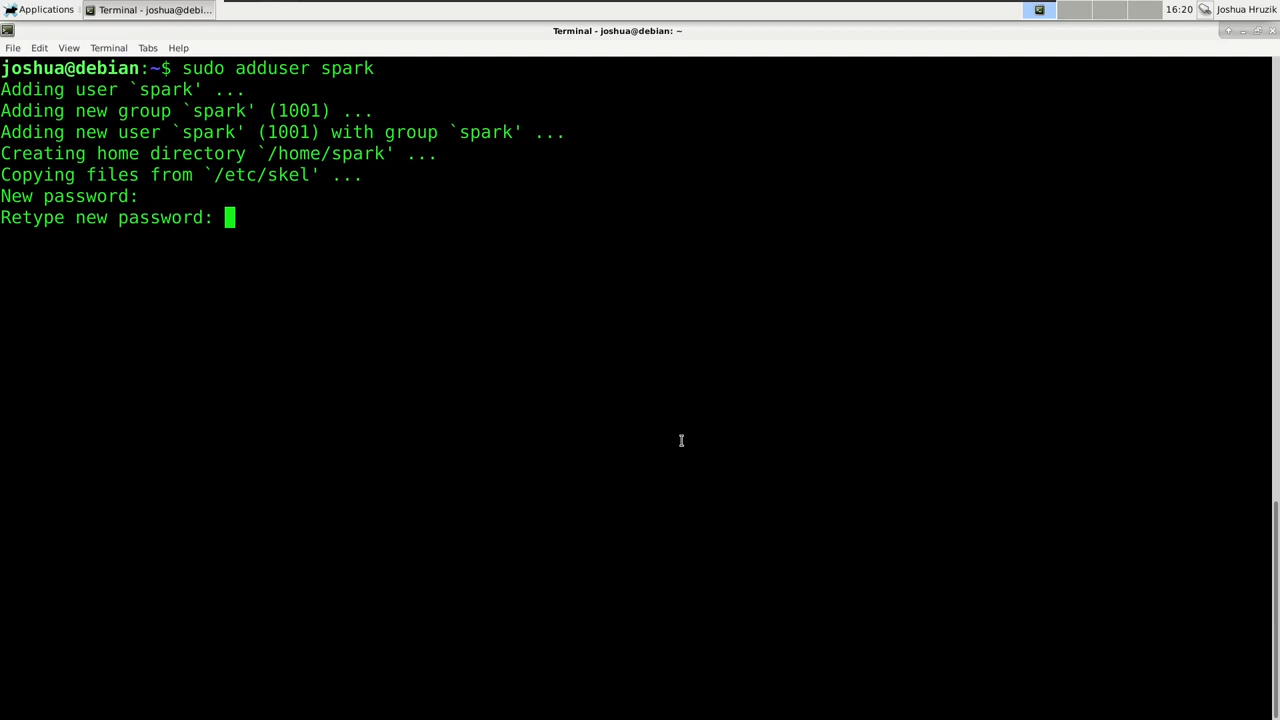 Applications
Terminal - joshua@debi...
16:20
Joshua Hruzik
Terminal - joshua@debian: ~
File Edit View Terminal Tabs Help
joshua@debian:~$ sudo adduser spark
Adding user `spark' ...
Adding new group `spark' (1001) ...
Adding new user `spark' (1001) with group `spark' ...
Creating home directory `/home/spark' ...
Copying files from `/etc/skel' ...
New password:
Retype new password: